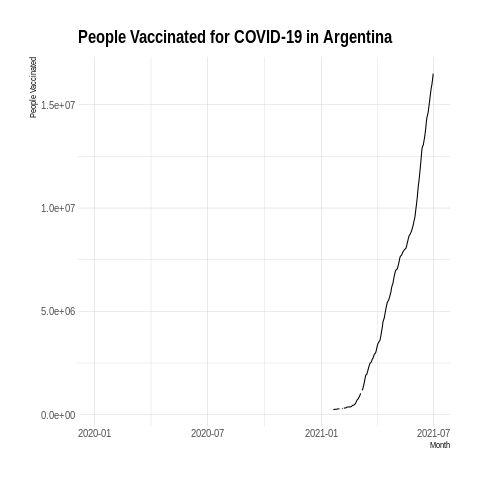 People Vaccinated for COVID-19 in Argentina
People Vaccinated
1.5e+07
1.0e+07
5.0e+06
0.0e+00
2020-01
2020-07
2021-01
2021-07
Month